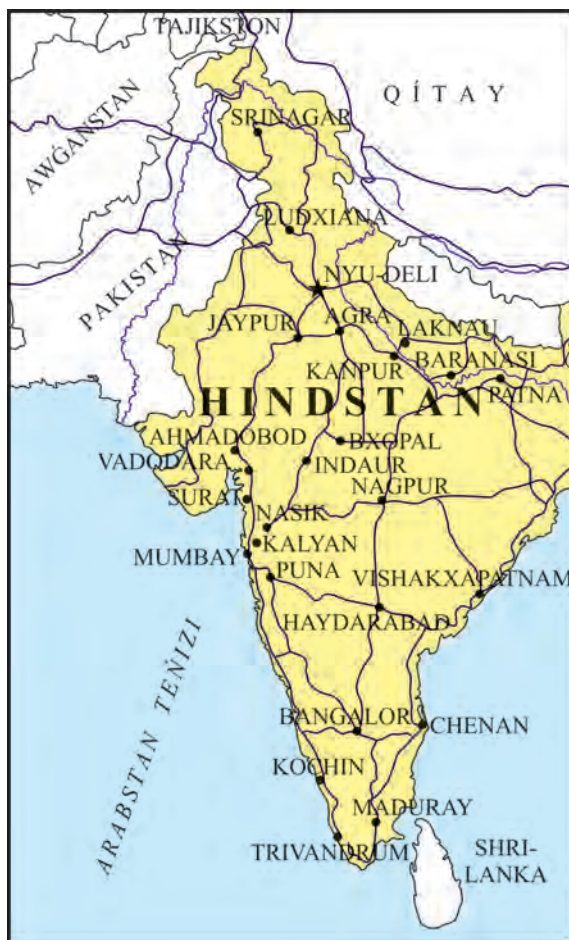 TAJIKSTON
QÍTAY
AWǴANSTAN
SRINAGAR
LUDXIANA
PAKISTAN
NYU-DELI
AGRA
JAYPUR
LAKNAU
KANPUR
BARANASI
PATNA
HINDSTAN
AHMADOBOD
BXOPAL
VADODARA
INDAUR
SURAT
NAGPUR
NASIK
KALYAN
MUMBAY
PUNA
VISHAKXAPATNAM
HAYDARABAD
ARABSTAN TEŃIZI
BANGALOR
CHENAN
KOCHIN
MADURAY
TRIVANDRUM
SHRI-
LANKA